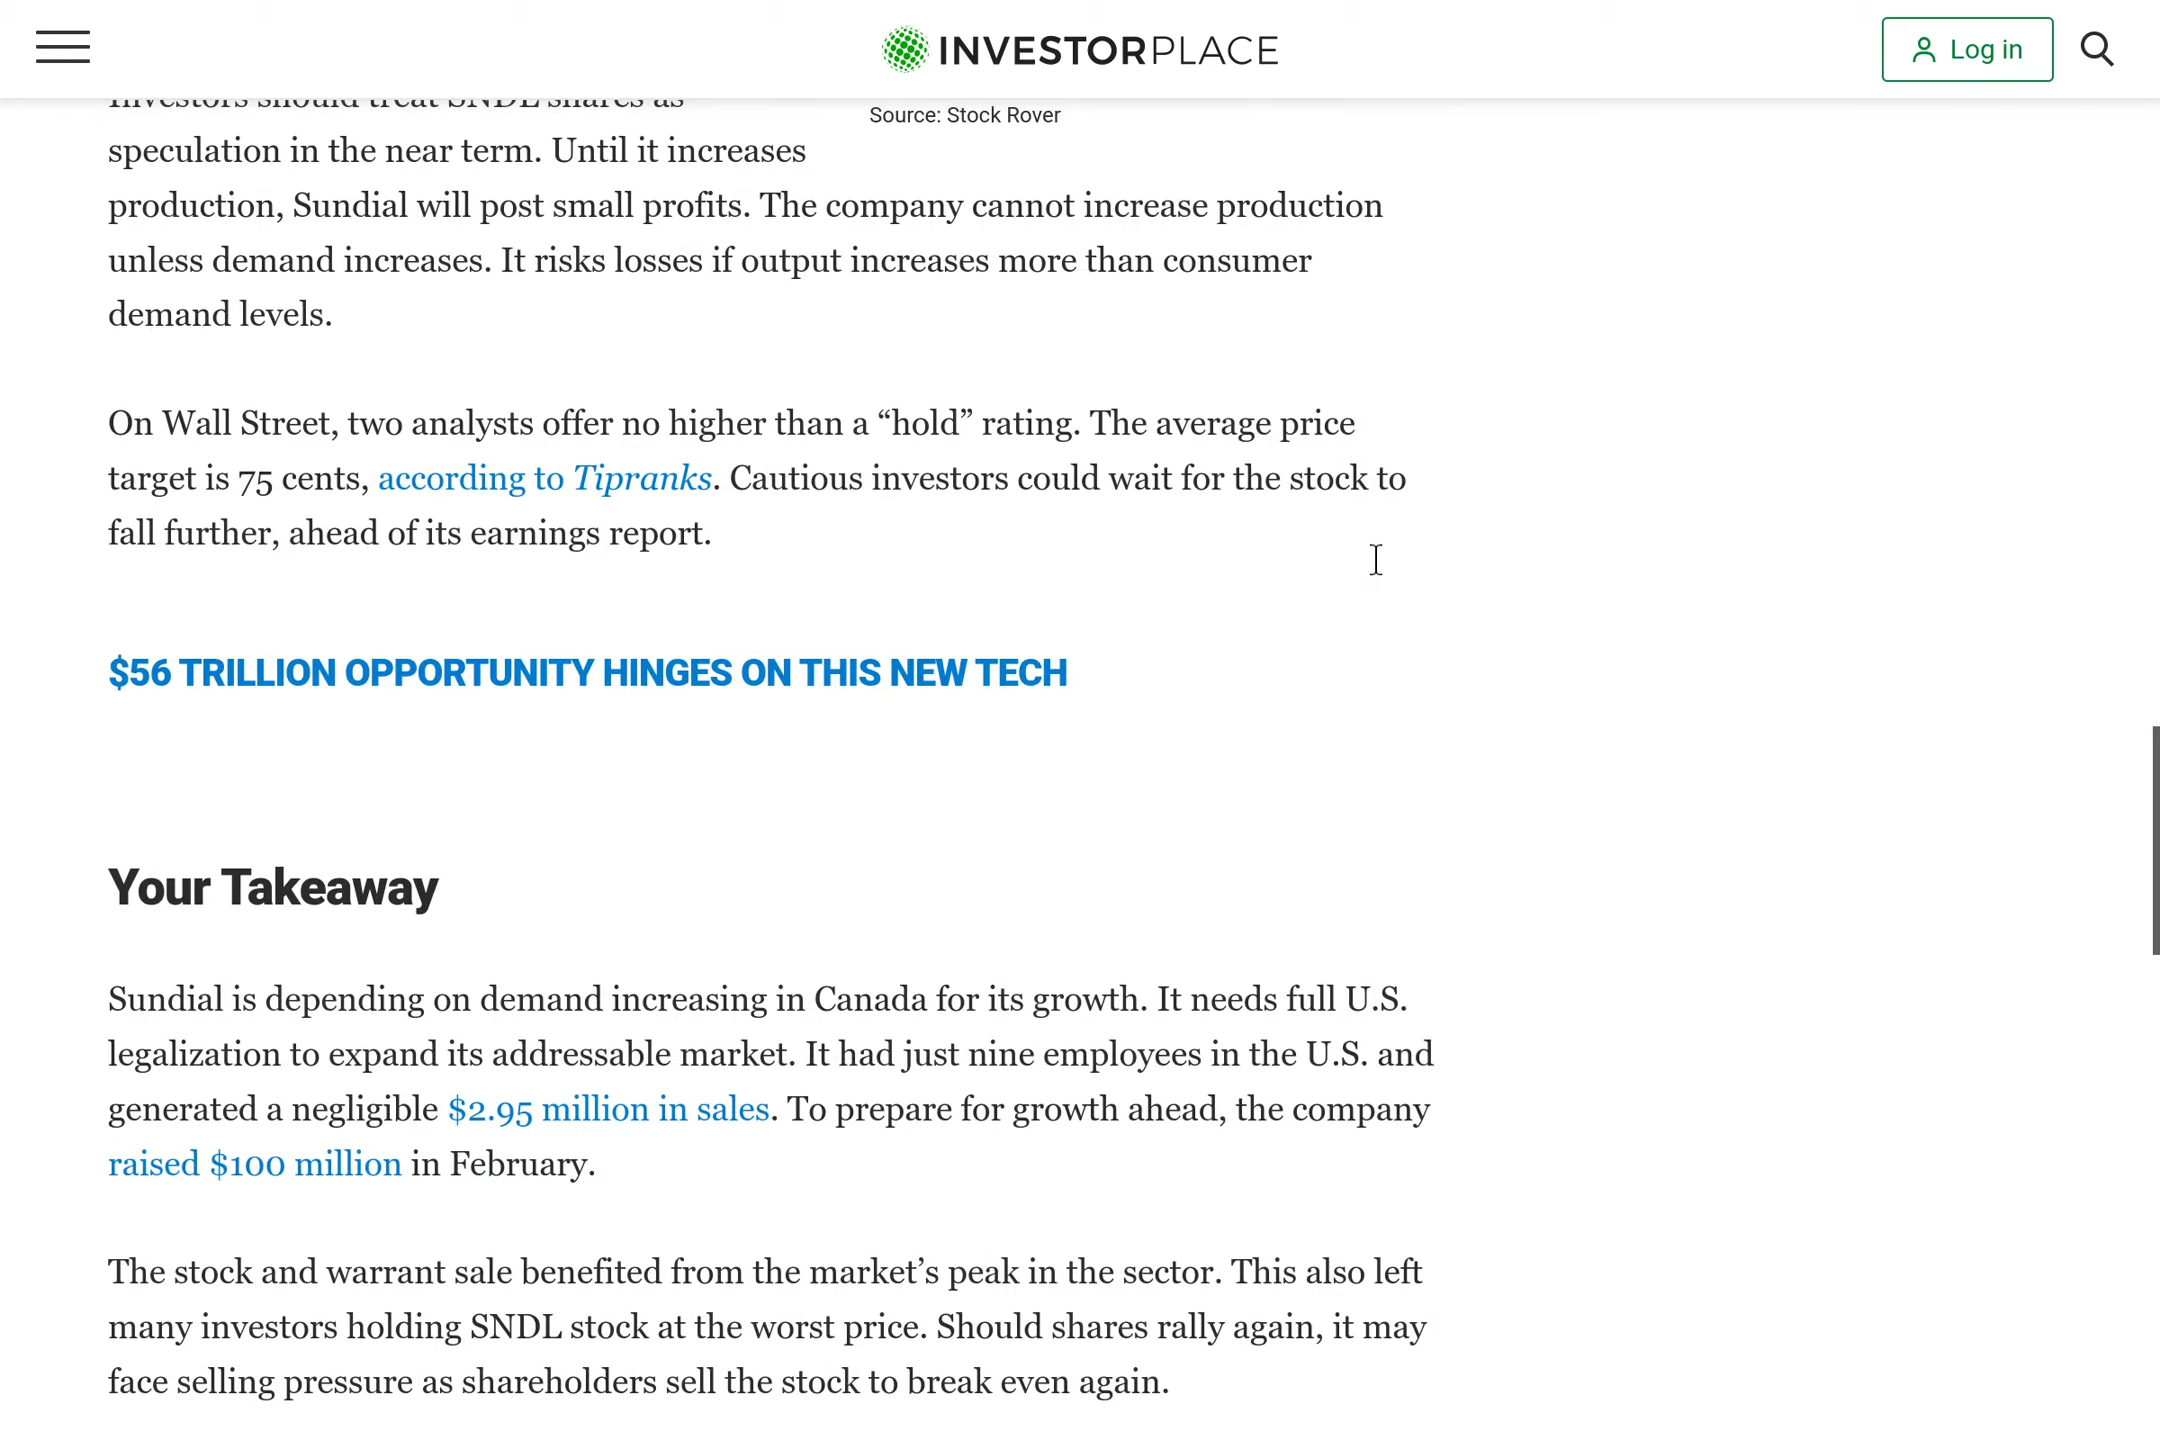 INVESTORPLACE
Log in
Investors should treat SNDL shares as
Source: Stock Rover
speculation in the near term. Until it increases
production, Sundial will post small profits. The company cannot increase production
unless demand increases. It risks losses if output increases more than consumer
demand levels.
On Wall Street, two analysts offer no higher than a “hold” rating. The average price
target is 75 cents, according to Tipranks. Cautious investors could wait for the stock to
fall further, ahead of its earnings report.
$56 TRILLION OPPORTUNITY HINGES ON THIS NEW TECH
Your Takeaway
Sundial is depending on demand increasing in Canada for its growth. It needs full U.S.
legalization to expand its addressable market. It had just nine employees in the U.S. and
generated a negligible $2.95 million in sales. To prepare for growth ahead, the company
raised $100 million in February.
The stock and warrant sale benefited from the market’s peak in the sector. This also left
many investors holding SNDL stock at the worst price. Should shares rally again, it may
face selling pressure as shareholders sell the stock to break even again.